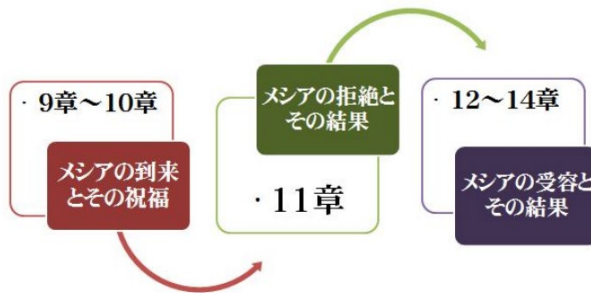 · 9章～10章
メシアの到来
とその祝福
メシアの拒絶と
その結果
· 11章
· 12～14章
メシアの受容と
その結果